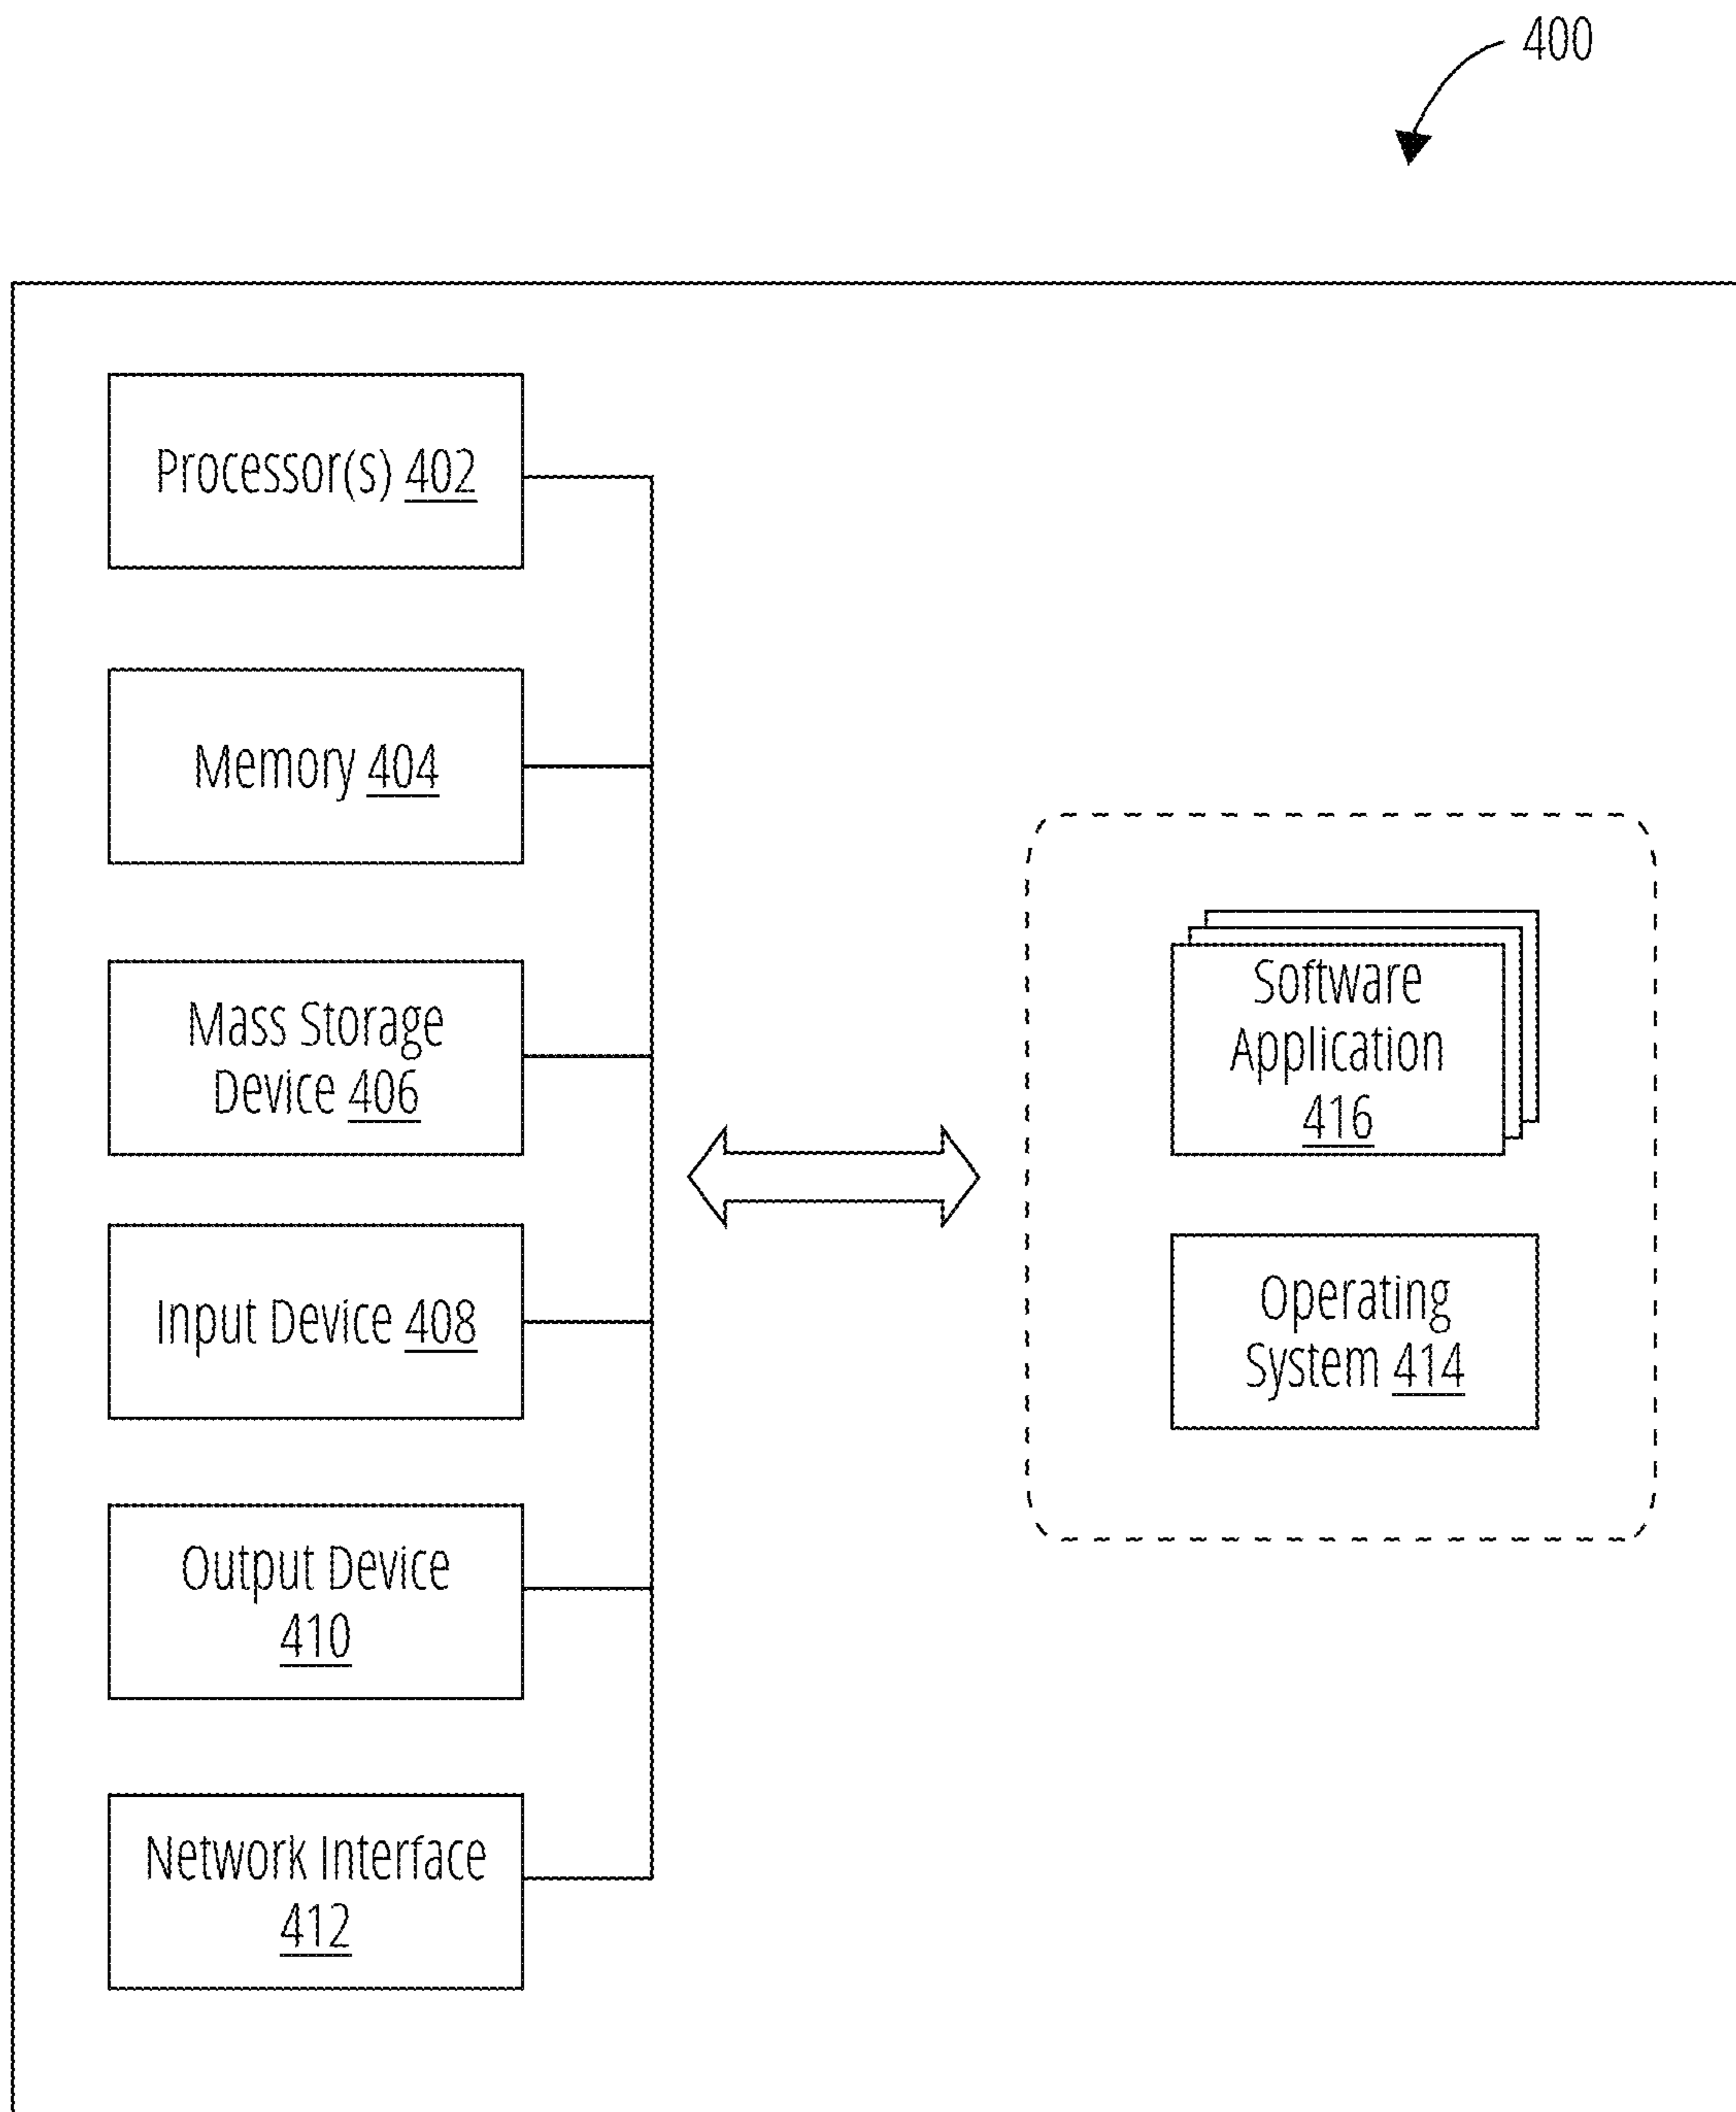 400
Processor(s) 402
Memory 404
Mass Storage
Device 406
Input Device 408
Output Device
410
Network Interface
412
Software
Application
416
Operating
System 414